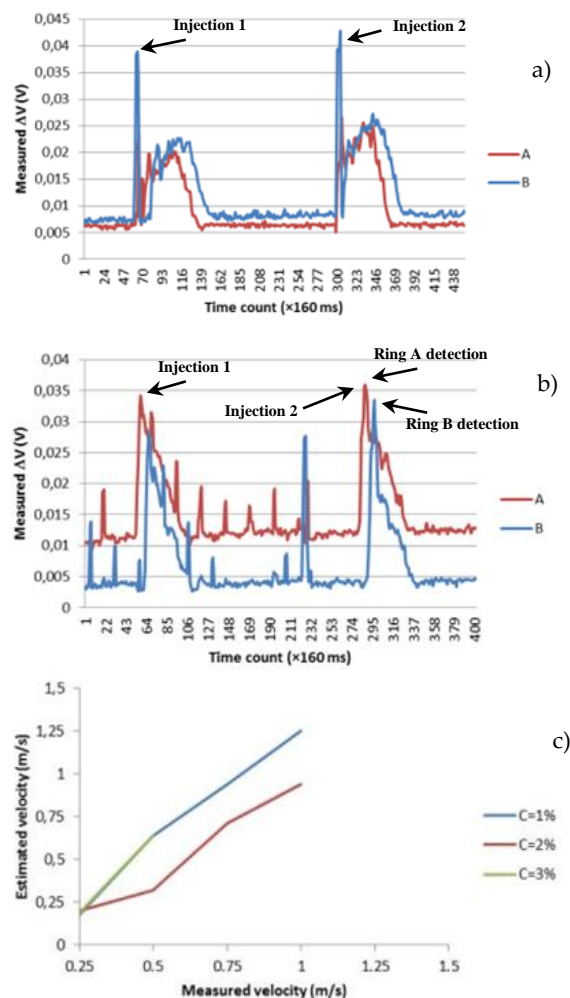 0,05
Injection 1
Injection 2
0,045
0,04
0,035
0,03
0,025
0,02
0,015
0,01
0,005
0
Measured ΔV (V)
a)
A
B
1 24 47 70 93 116 139 162 185 208 231 254 277 300 323 346 369 392 415 438
Time count (×160 ms)
Ring A detection
0,04
Injection 1
b)
0,035
0,03
Injection 2
Ring B detection
0,025
0,02
0,015
0,01
0,005
0
Measured ΔV (V)
A
B
1 22 43 64 85 106 127 148 169 190 211 232 253 274 295 316 337 358 379 400
Time count (×160 ms)
1,5
1,25
c)
1
0,75
0,5
0,25
0
Estimated velocity (m/s)
C=1%
C=2%
C=3%
0.25 0.5 0.75 1 1.25 1.5
Measured velocity (m/s)